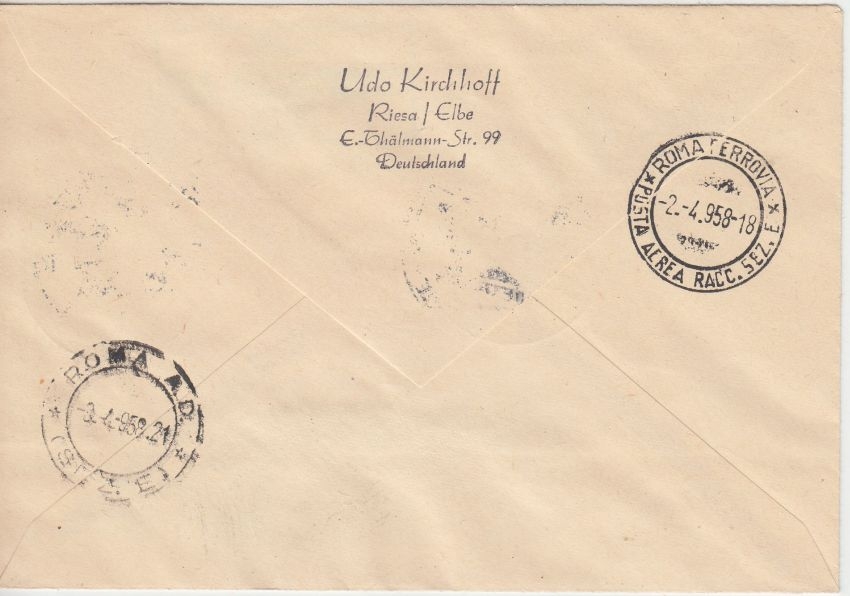 Udo Kirchhoff
Riesa / Elbe
E.-Thälmann-Str. 99
Deutschland
* ROMA FERROVIA *
POSTA AEREA RACC. SEZ. E
-2.-4.958-18
ROMA A.D.
-3.-4.958.21